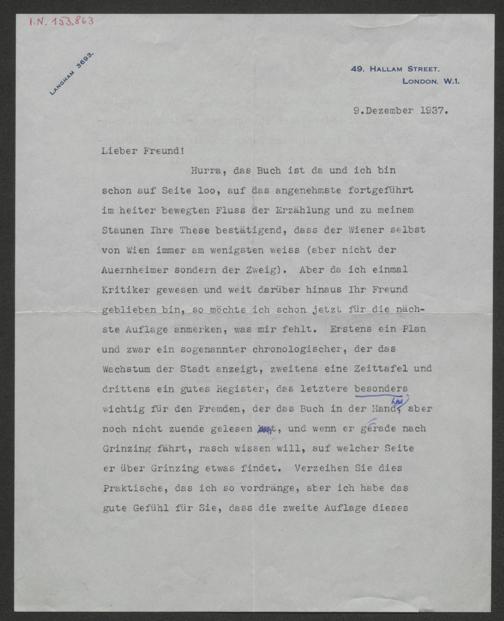 I.N. 153.863
LANGHAM 3693.
49, HALLAM STREET.
LONDON. W.1.
9.Dezember 1937.
Lieber Freund!
Hurra, das Buch ist da und ich bin
schon auf Seite loo, auf das angenehmste fortgeführt
im heiter bewegten Fluss der Erzählung und zu meinem
Staunen Ihre These bestätigend, dass der Wiener selbst
von Wien immer am wenigsten weiss (aber nicht der
Auernheimer sondern der Zweig). Aber da ich einmal
Kritiker gewesen und weit darüber hinaus Ihr Freund
geblieben bin, so möchte ich schon jetzt für die näch-
ste Auflage anmerken, was mir fehlt. Erstens ein Plan
und zwar ein sogenannter chronologischer, der das
Wachstum der Stadt anzeigt, zweitens eine Zeittafel und
drittens ein gutes Register, das letztere besonders
wichtig für den Fremden, der das Buch in der Hand hat, aber
noch nicht zuende gelesen hat, und wenn er gerade nach
Grinzing fährt, rasch wissen will, auf welcher Seite
er über Grinzing etwas findet. Verzeihen Sie dies
Praktische, das ich so vordränge, aber ich habe das
gute Gefühl für Sie, dass die zweite Auflage dieses